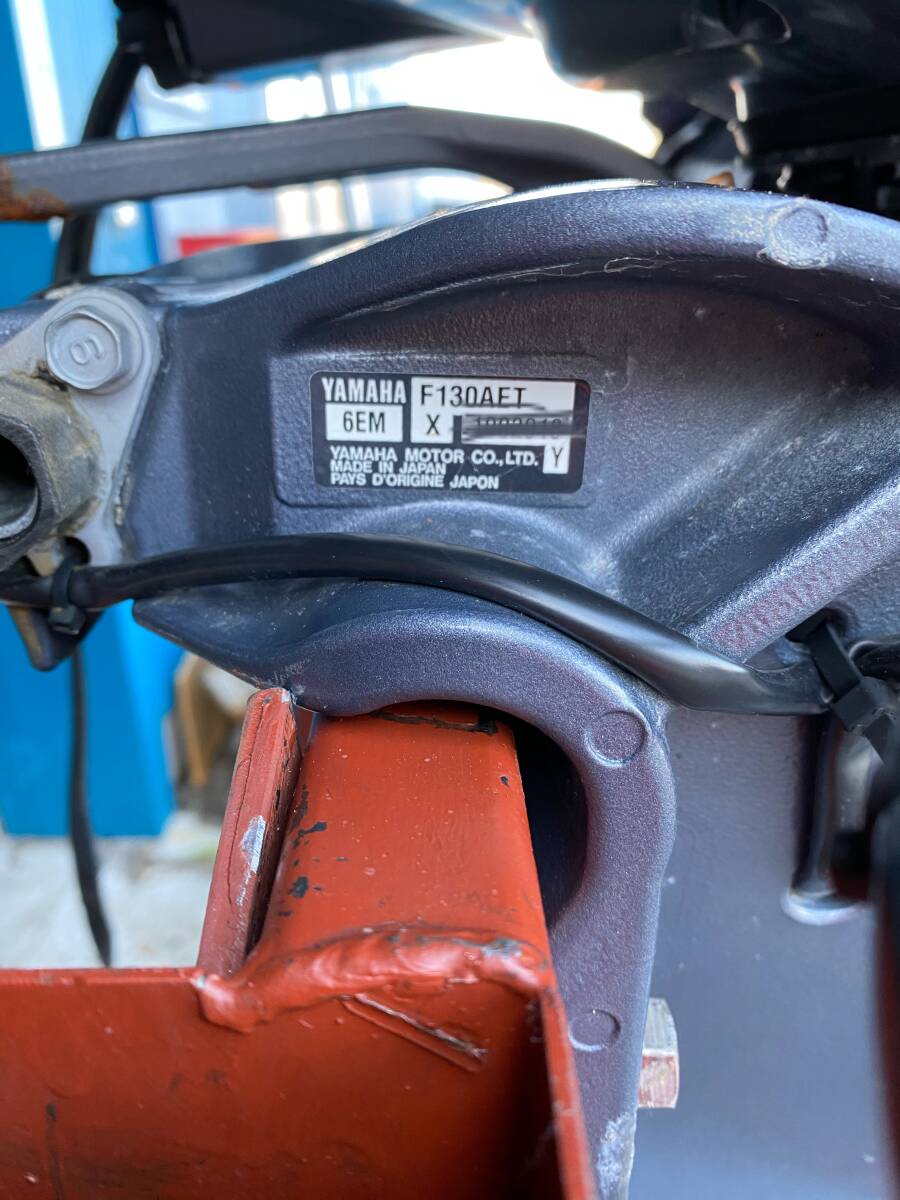 YAMAHA F130AET
6EM X
YAMAHA MOTOR CO., LTD. Y
MADE IN JAPAN
PAYS D'ORIGINE JAPON